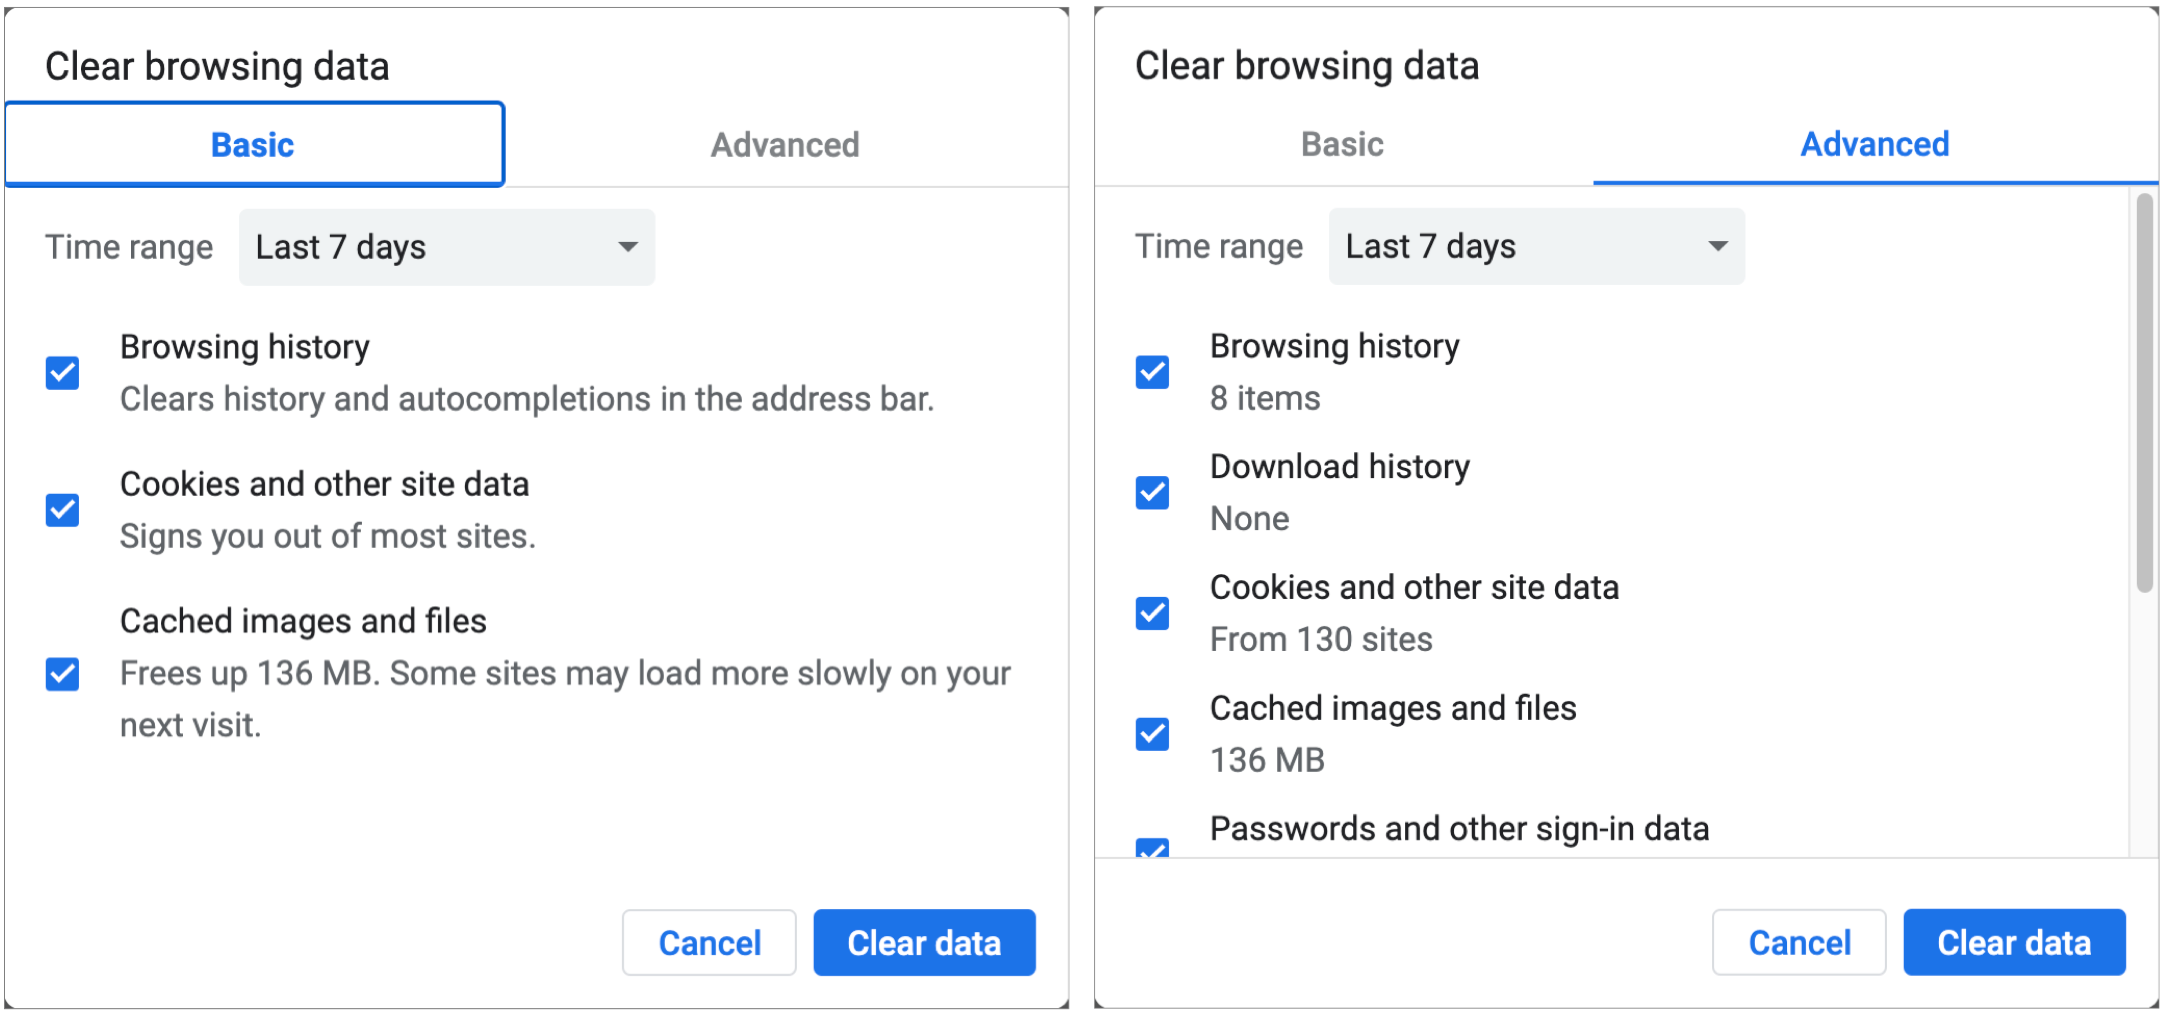 Clear browsing data
Basic
Advanced
Time range
Last 7 days
Browsing history
Clears history and autocompletions in the address bar.
Cookies and other site data
Signs you out of most sites.
Cached images and files
Frees up 136 MB. Some sites may load more slowly on your
next visit.
Cancel
Clear data
Clear browsing data
Basic
Advanced
Time range
Last 7 days
Browsing history
8 items
Download history
None
Cookies and other site data
From 130 sites
Cached images and files
136 MB
Passwords and other sign-in data
Cancel
Clear data